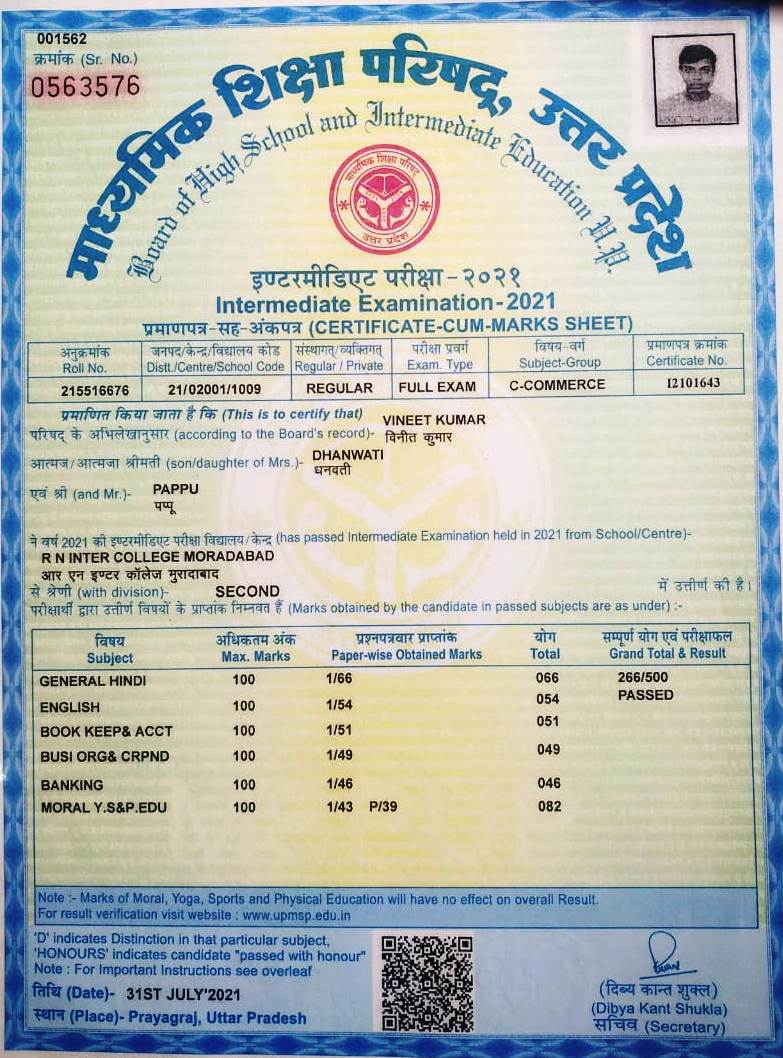 001562
क्रमांक (Sr. No.)
0563576
माध्यमिक शिक्षा परिषद्, उत्तर प्रदेश
Board of High School and Intermediate Education U.P.
माध्यमिक शिक्षा परिषद्
उत्तर प्रदेश
इण्टरमीडिएट परीक्षा-२०२१
Intermediate Examination-2021
प्रमाणपत्र-सह-अंकपत्र (CERTIFICATE-CUM-MARKS SHEET)
अनुक्रमांक जनपद/केन्द्र/विद्यालय कोड संस्थागत/व्यक्तिगत परीक्षा प्रवर्ग विषय-वर्ग प्रमाणपत्र क्रमांक
Roll No. Distt./Centre/School Code Regular / Private Exam. Type Subject-Group Certificate No.
215516676 21/02001/1009 REGULAR FULL EXAM C-COMMERCE 12101643
प्रमाणित किया जाता है कि (This is to certify that) VINEET KUMAR
परिषद् के अभिलेखानुसार (according to the Board's record)- विनीत कुमार
आत्मज/आत्मजा श्रीमती (son/daughter of Mrs.)- DHANWATI
धनवती
एवं श्री (and Mr.)- PAPPU
पप्पू
ने वर्ष 2021 की इण्टरमीडिएट परीक्षा विद्यालय/केन्द्र (has passed Intermediate Examination held in 2021 from School/Centre)-
R N INTER COLLEGE MORADABAD
आर एन इण्टर कॉलेज मुरादाबाद
से श्रेणी (with division)- SECOND में उत्तीर्ण की है।
परीक्षार्थी द्वारा उत्तीर्ण विषयों के प्राप्तांक निम्नवत हैं (Marks obtained by the candidate in passed subjects are as under) :-
विषय अधिकतम अंक प्रश्नपत्रवार प्राप्तांक योग सम्पूर्ण योग एवं परीक्षाफल
Subject Max. Marks Paper-wise Obtained Marks Total Grand Total & Result
GENERAL HINDI 100 1/66 066 266/500
ENGLISH 100 1/54 054 PASSED
BOOK KEEP& ACCT 100 1/51 051
BUSI ORG& CRPND 100 1/49 049
BANKING 100 1/46 046
MORAL Y.S&P.EDU 100 1/43 P/39 082
Note :- Marks of Moral, Yoga, Sports and Physical Education will have no effect on overall Result.
For result verification visit website : www.upmsp.edu.in
'D' indicates Distinction in that particular subject,
'HONOURS' indicates candidate "passed with honour"
Note : For Important Instructions see overleaf
तिथि (Date)- 31ST JULY'2021
स्थान (Place)- Prayagraj, Uttar Pradesh
(दिब्य कान्त शुक्ल)
(Dibya Kant Shukla)
सचिव (Secretary)